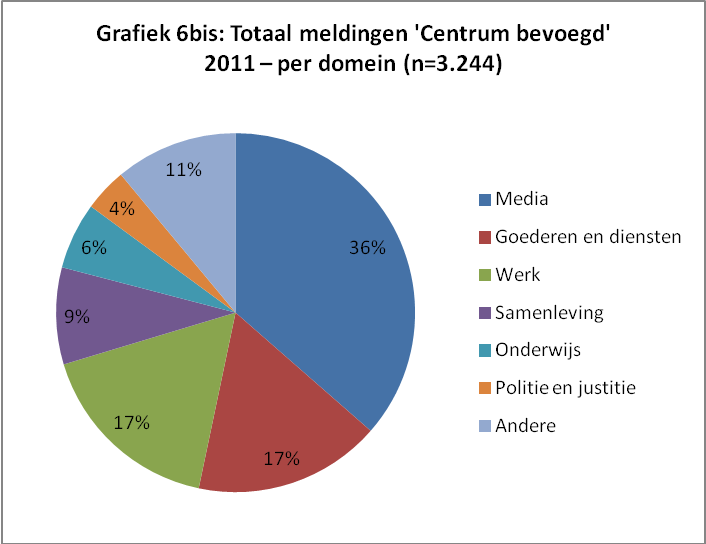 Grafiek 6bis: Totaal meldingen 'Centrum bevoegd'
2011 – per domein (n=3.244)
11%
4%
6%
9%
17%
17%
36%
Media
Goederen en diensten
Werk
Samenleving
Onderwijs
Politie en justitie
Andere